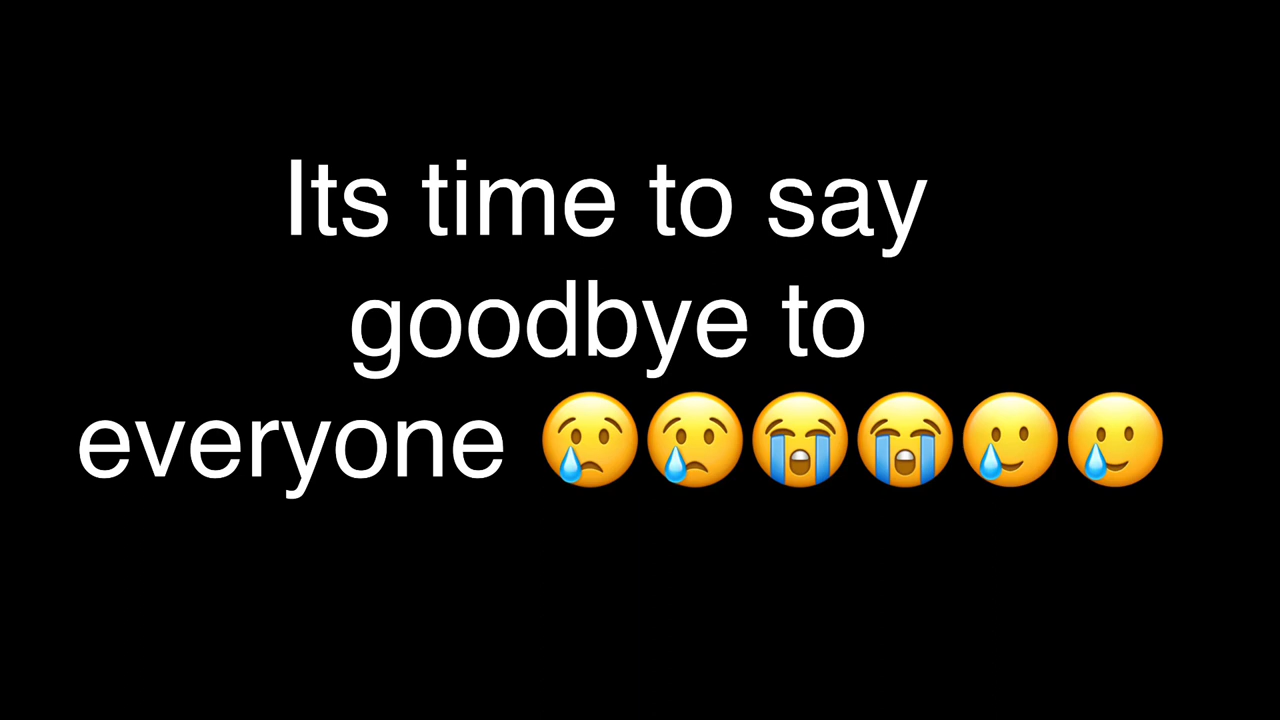 Its time to say
goodbye to
everyone 😢😢😭😭🥲🥲